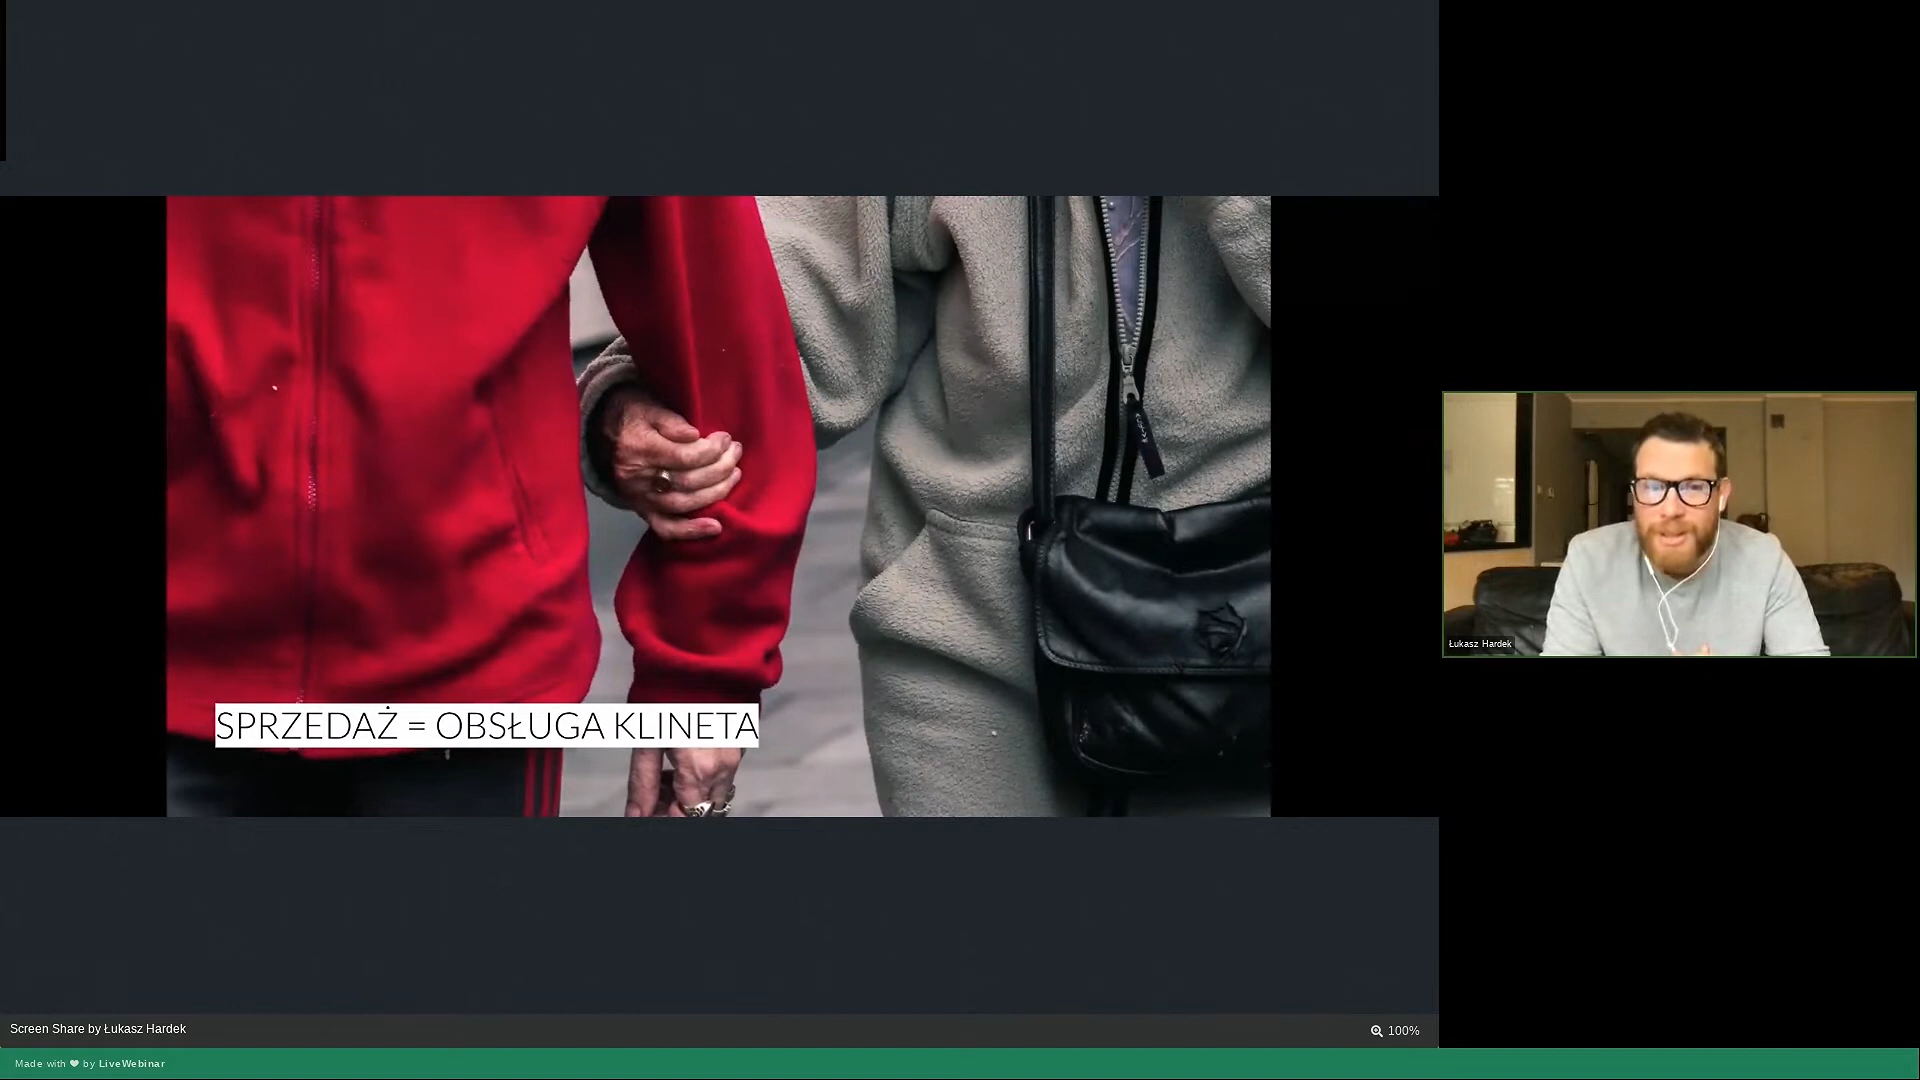 SPRZEDAŻ = OBSŁUGA KLINETA
Łukasz Hardek
Screen Share by Łukasz Hardek
100%
Made with ❤ by LiveWebinar